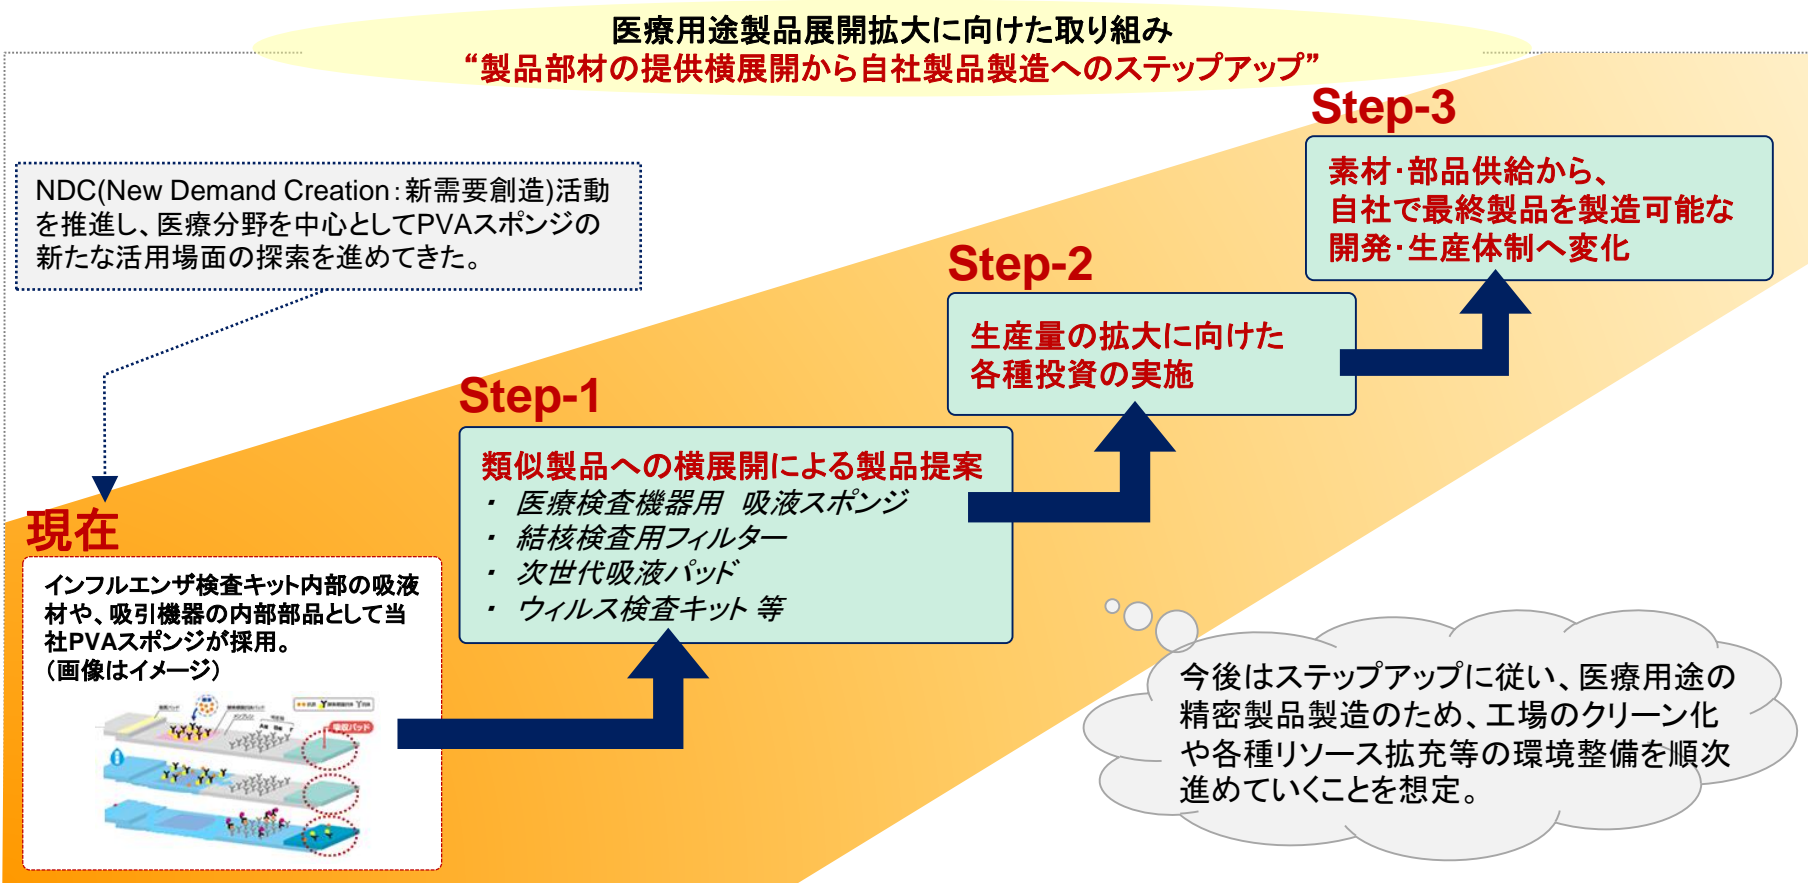 医療用途製品展開拡大に向けた取り組み
“製品部材の提供横展開から自社製品製造へのステップアップ”
NDC(New Demand Creation：新需要創造)活動
を推進し、医療分野を中心としてPVAスポンジの
新たな活用場面の探索を進めてきた。
現在
インフルエンザ検査キット内部の吸液
材や、吸引機器の内部部品として当
社PVAスポンジが採用。
（画像はイメージ）
吸収パッド
Step-1
類似製品への横展開による製品提案
・ 医療検査機器用　吸液スポンジ
・ 結核検査用フィルター
・ 次世代吸液パッド
・ ウィルス検査キット 等
Step-2
生産量の拡大に向けた
各種投資の実施
Step-3
素材・部品供給から、
自社で最終製品を製造可能な
開発・生産体制へ変化
今後はステップアップに従い、医療用途の
精密製品製造のため、工場のクリーン化
や各種リソース拡充等の環境整備を順次
進めていくことを想定。